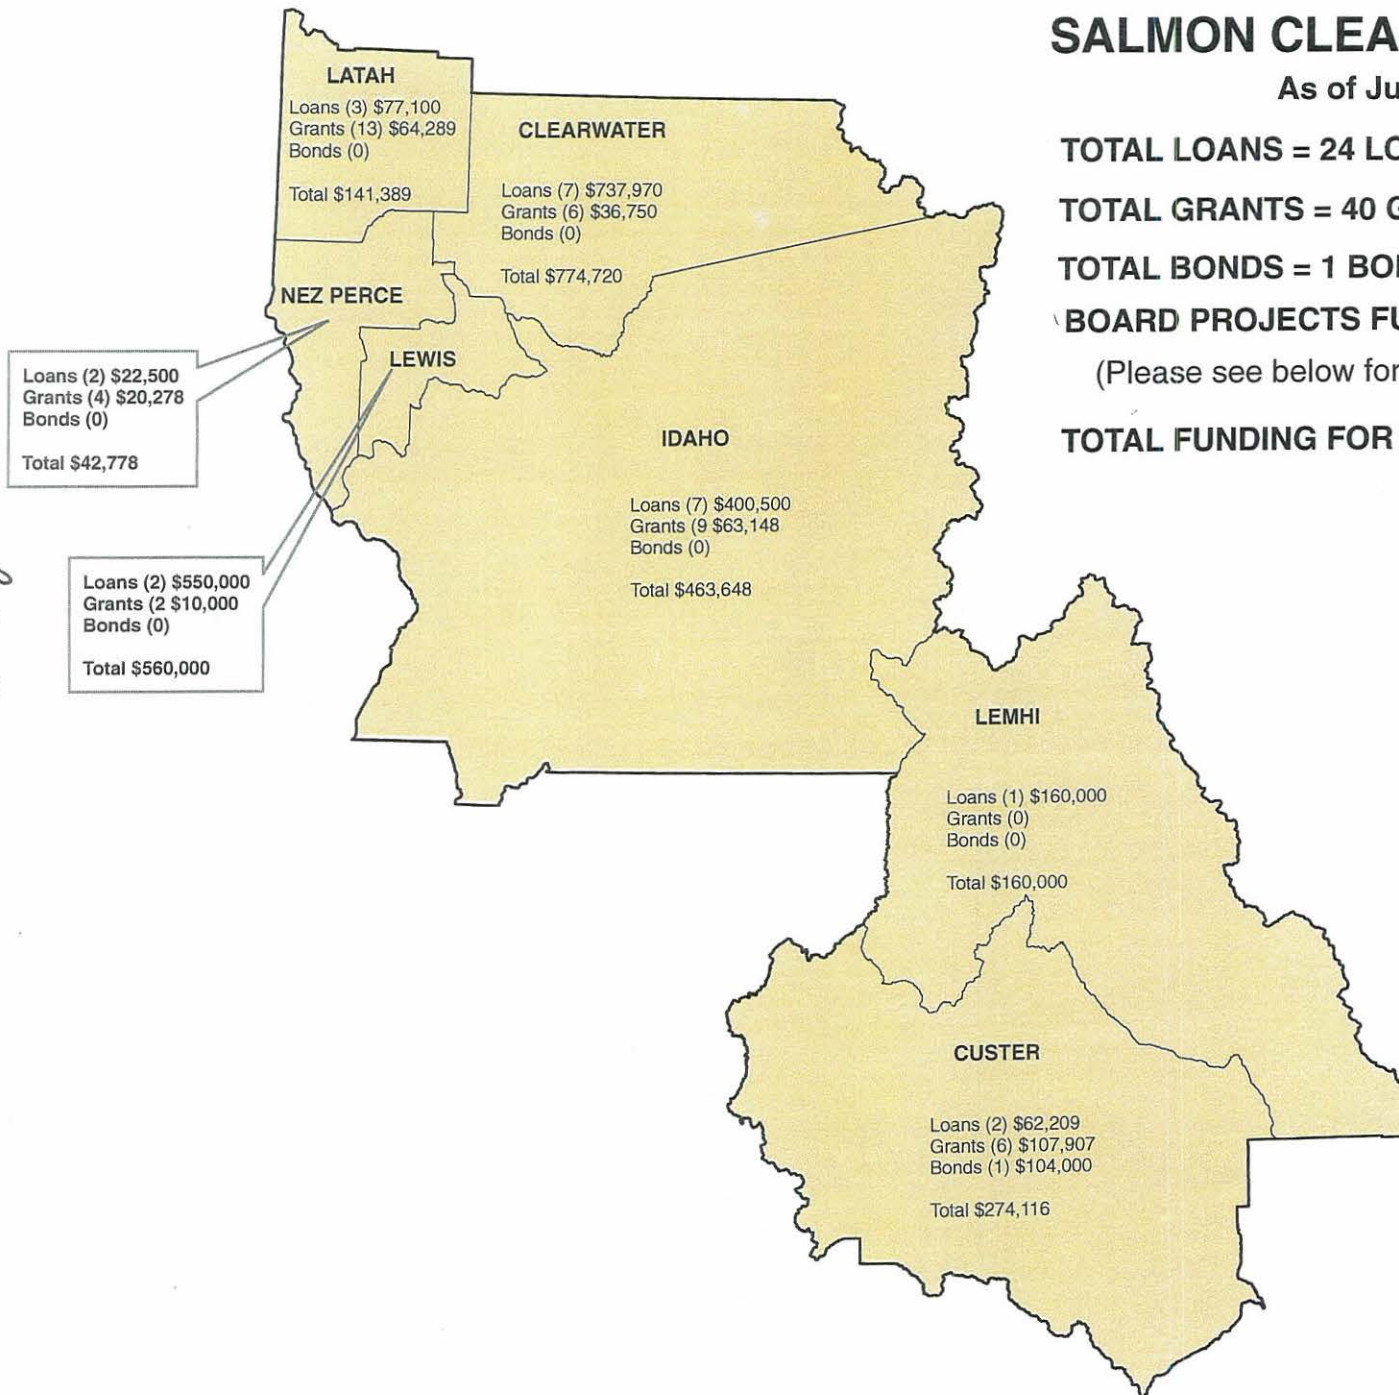 SALMON CLEA
As of Ju
TOTAL LOANS = 24 LO
TOTAL GRANTS = 40 G
TOTAL BONDS = 1 BO
BOARD PROJECTS FU
(Please see below for
TOTAL FUNDING FOR
LATAH
Loans (3) $77,100
Grants (13) $64,289
Bonds (0)
Total $141,389
CLEARWATER
Loans (7) $737,970
Grants (6) $36,750
Bonds (0)
Total $774,720
NEZ PERCE
Loans (2) $22,500
Grants (4) $20,278
Bonds (0)
Total $42,778
LEWIS
Loans (2) $550,000
Grants (2 $10,000
Bonds (0)
Total $560,000
IDAHO
Loans (7) $400,500
Grants (9 $63,148
Bonds (0)
Total $463,648
LEMHI
Loans (1) $160,000
Grants (0)
Bonds (0)
Total $160,000
CUSTER
Loans (2) $62,209
Grants (6) $107,907
Bonds (1) $104,000
Total $274,116